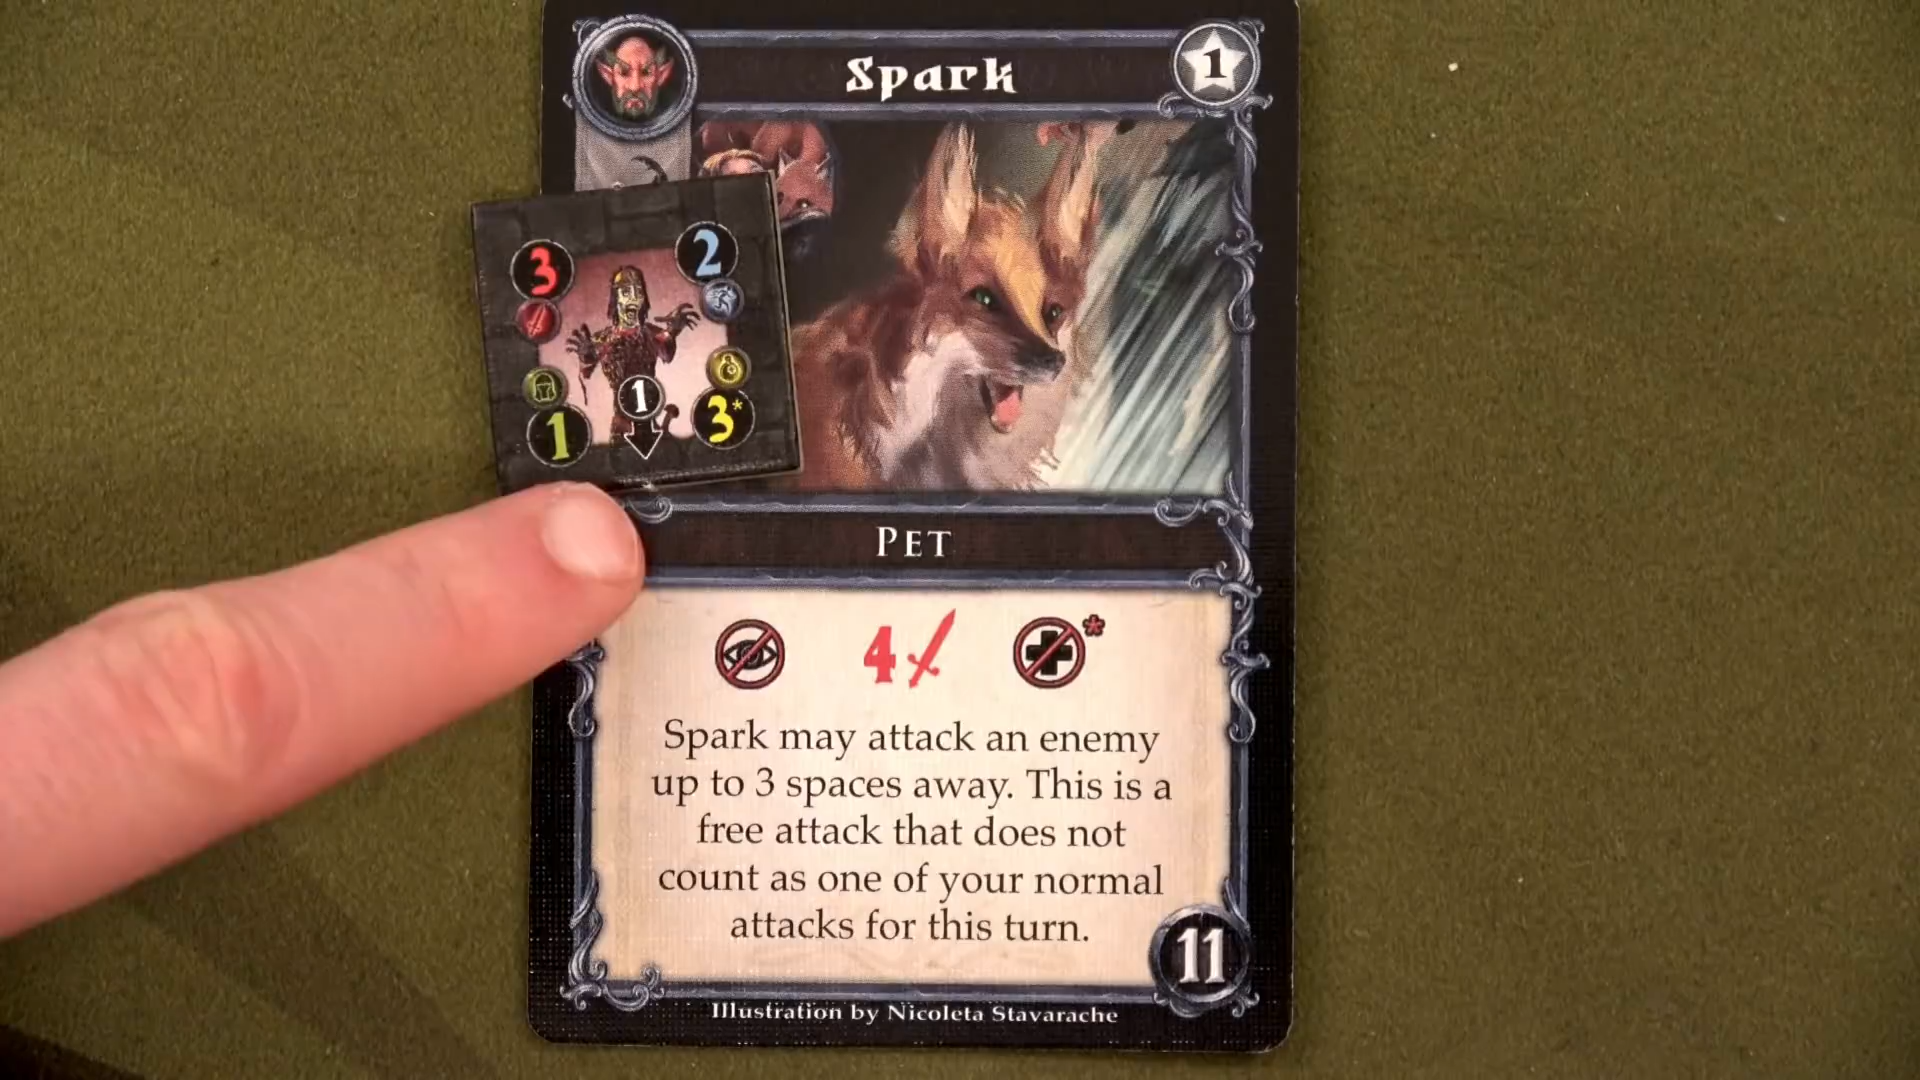 Spark
1
3
2
1
1
3*
PET
4
*
Spark may attack an enemy
up to 3 spaces away. This is a
free attack that does not
count as one of your normal
attacks for this turn.
11
Illustration by Nicoleta Stavarache